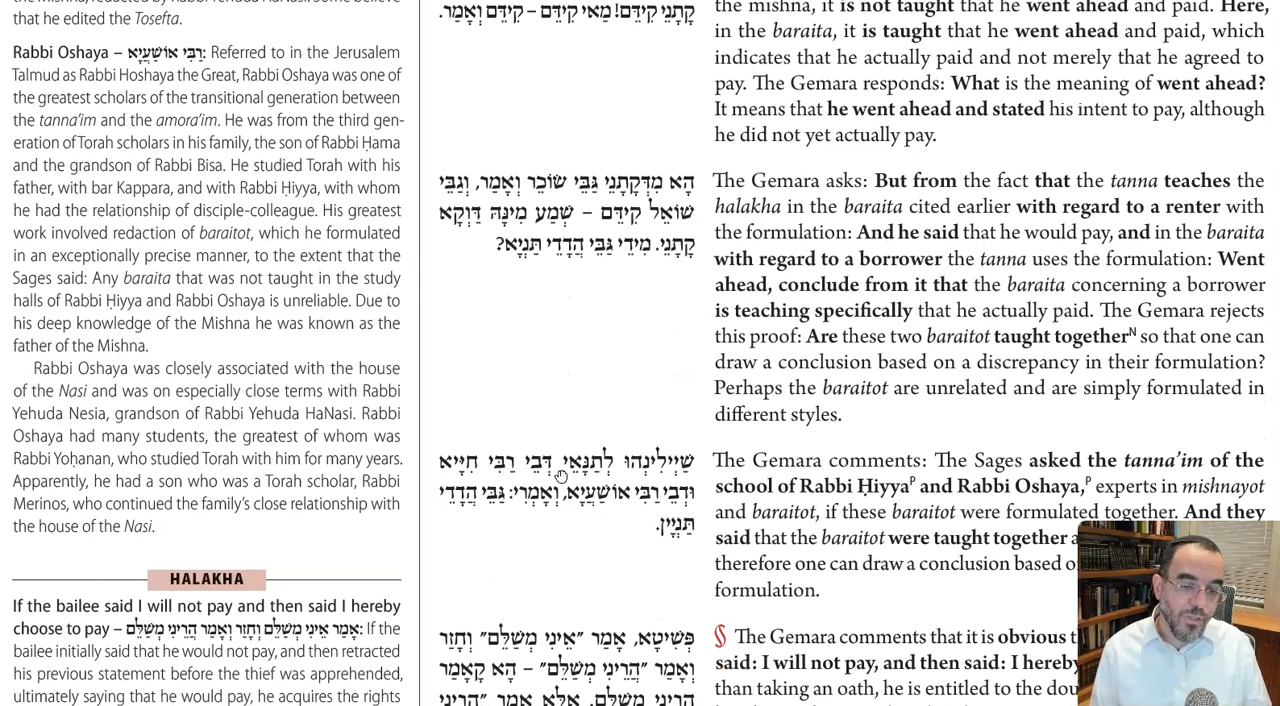 that he edited the Tosefta.
Rabbi Oshaya – רַבִּי אוֹשַׁעְיָא: Referred to in the Jerusalem
Talmud as Rabbi Hoshaya the Great, Rabbi Oshaya was one of
the greatest scholars of the transitional generation between
the tanna'im and the amora'im. He was from the third gen-
eration of Torah scholars in his family, the son of Rabbi Ḥama
and the grandson of Rabbi Bisa. He studied Torah with his
father, with bar Kappara, and with Rabbi Ḥiyya, with whom
he had the relationship of disciple-colleague. His greatest
work involved redaction of baraitot, which he formulated
in an exceptionally precise manner, to the extent that the
Sages said: Any baraita that was not taught in the study
halls of Rabbi Ḥiyya and Rabbi Oshaya is unreliable. Due to
his deep knowledge of the Mishna he was known as the
father of the Mishna.
Rabbi Oshaya was closely associated with the house
of the Nasi and was on especially close terms with Rabbi
Yehuda Nesia, grandson of Rabbi Yehuda HaNasi. Rabbi
Oshaya had many students, the greatest of whom was
Rabbi Yoḥanan, who studied Torah with him for many years.
Apparently, he had a son who was a Torah scholar, Rabbi
Merinos, who continued the family's close relationship with
the house of the Nasi.
HALAKHA
If the bailee said I will not pay and then said I hereby
choose to pay – אָמַר אֵינִי מְשַׁלֵּם וְחָזַר וְאָמַר הֲרֵינִי מְשַׁלֵּם: If the
bailee initially said that he would not pay, and then retracted
his previous statement before the thief was apprehended,
ultimately saying that he would pay, he acquires the rights
קָתָנֵי קִידֵּם! מַאי קִידֵּם – קִידֵּם וְאָמַר.
הָא מִדְּקָתָנֵי גַּבֵּי שׂוֹכֵר וְאָמַר, וְגַבֵּי
שׁוֹאֵל קִידֵּם – שְׁמַע מִינָּהּ דַּוְקָא
קָתָנֵי. מִידֵי גַּבֵּי הֲדָדֵי תַּנְיָא?
שַׁיְילִינְהוּ לְתַנָּאֵי דְּבֵי רַבִּי חִיָּיא
וּדְבֵי רַבִּי אוֹשַׁעְיָא, וְאָמְרִי: גַּבֵּי הֲדָדֵי
תַּנְיָין.
פְּשִׁיטָא, אָמַר ״אֵינִי מְשַׁלֵּם״ וְחָזַר
וְאָמַר ״הֲרֵינִי מְשַׁלֵּם״ – הָא קָאָמַר
הֲרֵינִי מְשַׁלֵּם. אֶלָּא אָמַר ״הֲרֵינִי
the mishna, it is not taught that he went ahead and paid. Here,
in the baraita, it is taught that he went ahead and paid, which
indicates that he actually paid and not merely that he agreed to
pay. The Gemara responds: What is the meaning of went ahead?
It means that he went ahead and stated his intent to pay, although
he did not yet actually pay.
The Gemara asks: But from the fact that the tanna teaches the
halakha in the baraita cited earlier with regard to a renter with
the formulation: And he said that he would pay, and in the baraita
with regard to a borrower the tanna uses the formulation: Went
ahead, conclude from it that the baraita concerning a borrower
is teaching specifically that he actually paid. The Gemara rejects
this proof: Are these two baraitot taught togetherᴺ so that one can
draw a conclusion based on a discrepancy in their formulation?
Perhaps the baraitot are unrelated and are simply formulated in
different styles.
The Gemara comments: The Sages asked the tanna'im of the
school of Rabbi Ḥiyyaᴾ and Rabbi Oshaya,ᴾ experts in mishnayot
and baraitot, if these baraitot were formulated together. And they
said that the baraitot were taught together
therefore one can draw a conclusion based
formulation.
§ The Gemara comments that it is obvious
said: I will not pay, and then said: I hereby
than taking an oath, he is entitled to the